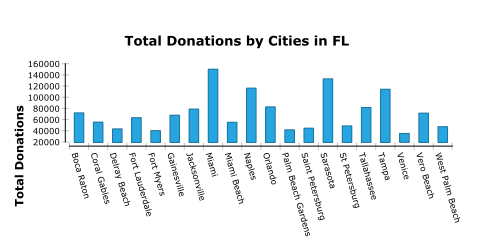 Total Donations by Cities in FL
Total Donations
160000
140000
120000
100000
80000
60000
40000
20000
Boca Raton
Coral Gables
Delray Beach
Fort Lauderdale
Fort Myers
Gainesville
Jacksonville
Miami
Miami Beach
Naples
Orlando
Palm Beach Gardens
Saint Petersburg
Sarasota
St Petersburg
Tallahassee
Tampa
Venice
Vero Beach
West Palm Beach